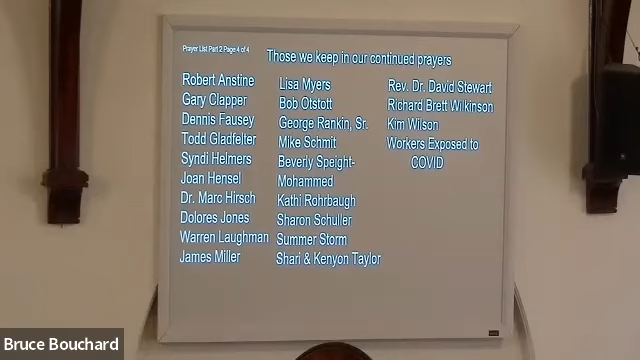 Prayer List Part 2 Page 4 of 4
Those we keep in our continued prayers
Robert Anstine
Gary Clapper
Dennis Fausey
Todd Gladfelter
Syndi Helmers
Joan Hensel
Dr. Marc Hirsch
Dolores Jones
Warren Laughman
James Miller
Lisa Myers
Bob Otstott
George Rankin, Sr.
Mike Schmit
Beverly Speight-
Mohammed
Kathi Rohrbaugh
Sharon Schuller
Summer Storm
Shari & Kenyon Taylor
Rev. Dr. David Stewart
Richard Brett Wilkinson
Kim Wilson
Workers Exposed to
COVID
Bruce Bouchard